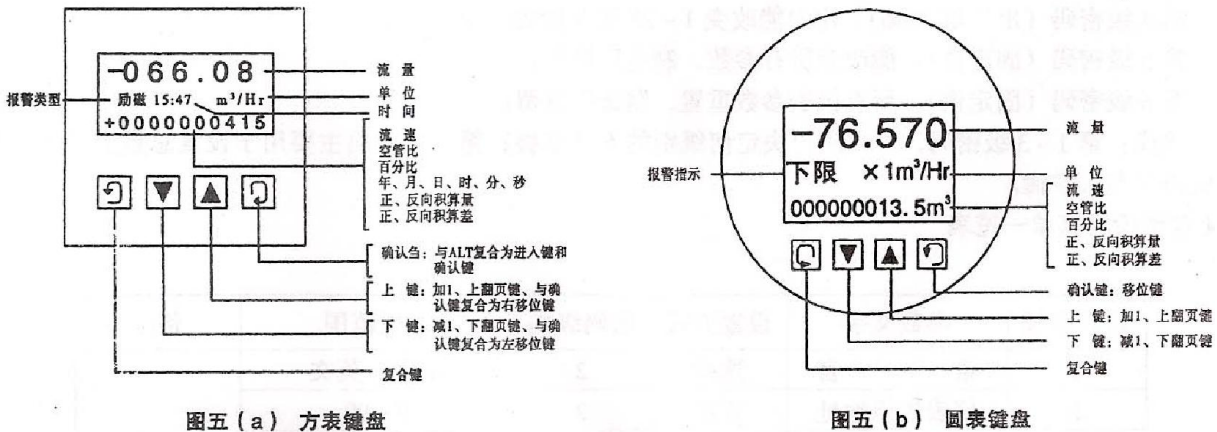 -066.08
励磁 15:47 m³/Hr
+0000000415
报警类型
流 量
单 位
时 间
流 速
空管比
百分比
年、月、日、时、分、秒
正、反向积算量
正、反向积算差
确认刍：与ALT复合为进入键和
确认键
上 键：加1、上翻页键、与确
认键复合为右移位键
下 键：减1、下翻页键、与确
认键复合为左移位键
复合键
图五（a） 方表键盘
-76.570
下限 ×1m³/Hr
000000013.5m³
报警指示
流 量
单 位
流 速
空管比
百分比
正、反向积算量
正、反向积算差
确认键：移位键
上 键：加1、上翻页键
下 键：减1、下翻页键
复合键
图五（b） 圆表键盘